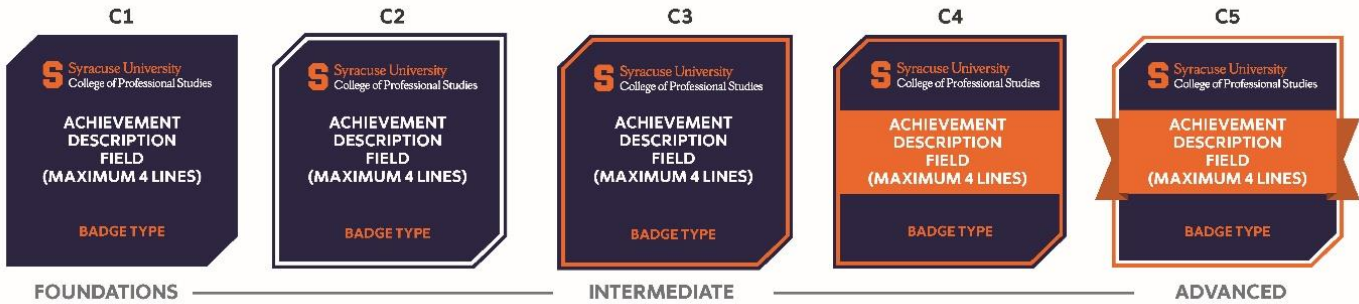 C1
C2
C3
C4
C5
S Syracuse University
College of Professional Studies
ACHIEVEMENT
DESCRIPTION
FIELD
(MAXIMUM 4 LINES)
BADGE TYPE
S Syracuse University
College of Professional Studies
ACHIEVEMENT
DESCRIPTION
FIELD
(MAXIMUM 4 LINES)
BADGE TYPE
S Syracuse University
College of Professional Studies
ACHIEVEMENT
DESCRIPTION
FIELD
(MAXIMUM 4 LINES)
BADGE TYPE
S Syracuse University
College of Professional Studies
ACHIEVEMENT
DESCRIPTION
FIELD
(MAXIMUM 4 LINES)
BADGE TYPE
S Syracuse University
College of Professional Studies
ACHIEVEMENT
DESCRIPTION
FIELD
(MAXIMUM 4 LINES)
BADGE TYPE
FOUNDATIONS
INTERMEDIATE
ADVANCED